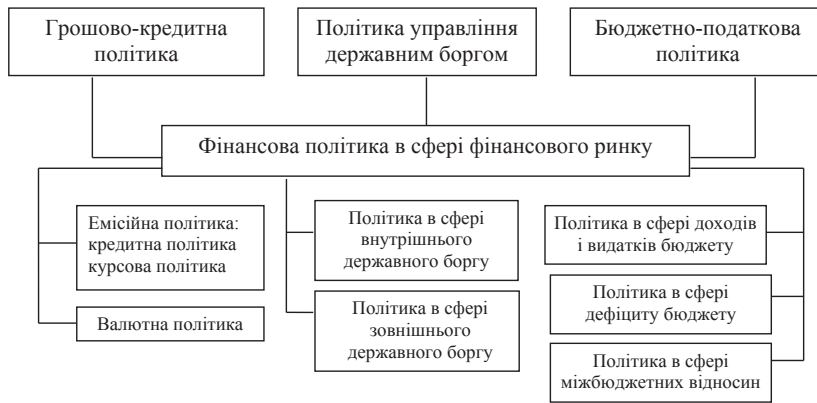 Грошово-кредитна
політика
Політика управління
державним боргом
Бюджетно-податкова
політика
Фінансова політика в сфері фінансового ринку
Емісійна політика:
кредитна політика
курсова політика
Валютна політика
Політика в сфері
внутрішнього
державного боргу
Політика в сфері
зовнішнього
державного боргу
Політика в сфері доходів
і видатків бюджету
Політика в сфері
дефіциту бюджету
Політика в сфері
міжбюджетних відносин